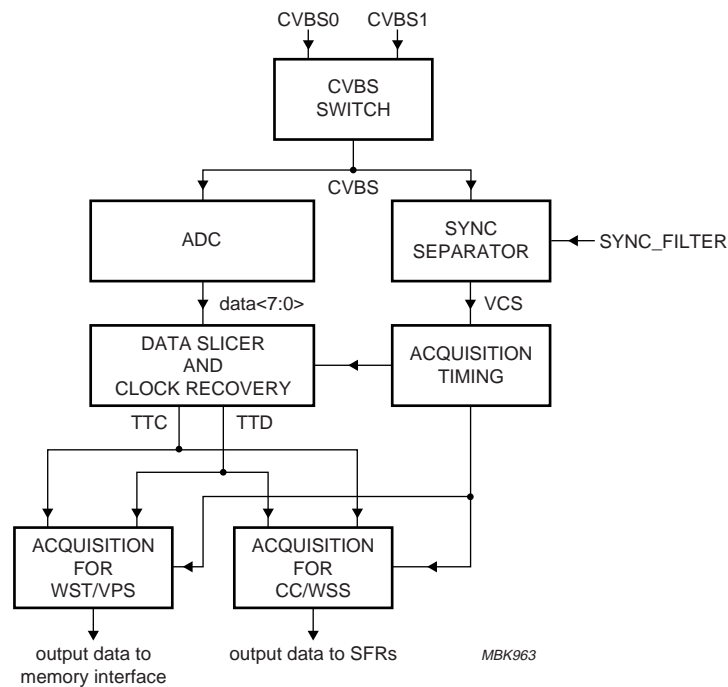 CVBS0
CVBS1
CVBS
SWITCH
CVBS
ADC
SYNC
SEPARATOR
SYNC_FILTER
data<7:0>
VCS
DATA SLICER
AND
CLOCK RECOVERY
ACQUISITION
TIMING
TTC
TTD
ACQUISITION
FOR
WST/VPS
ACQUISITION
FOR
CC/WSS
output data to
memory interface
output data to SFRs
MBK963